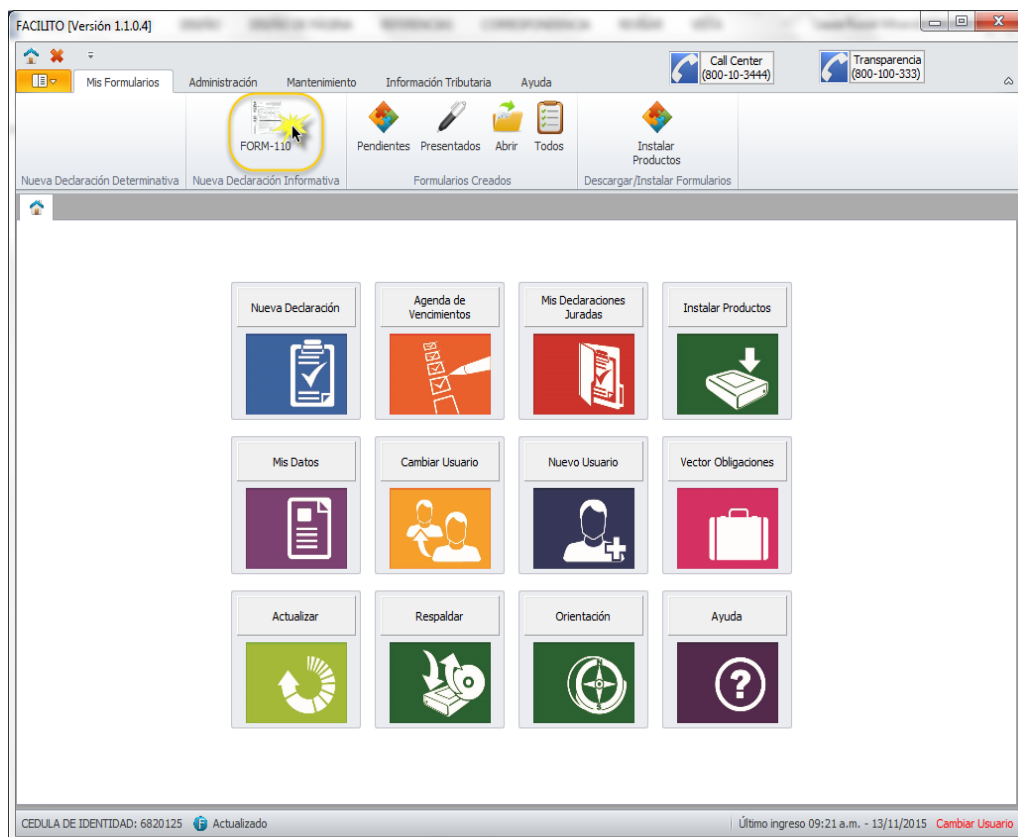 FACILITO [Versión 1.1.0.4]
Call Center
(800-10-3444)
Transparencia
(800-100-333)
Mis Formularios
Administración
Mantenimiento
Información Tributaria
Ayuda
FORM-110
Pendientes
Presentados
Abrir
Todos
Instalar
Productos
Nueva Declaración Determinativa
Nueva Declaración Informativa
Formularios Creados
Descargar/Instalar Formularios
Nueva Declaración
Agenda de
Vencimientos
Mis Declaraciones
Juradas
Instalar Productos
Mis Datos
Cambiar Usuario
Nuevo Usuario
Vector Obligaciones
Actualizar
Respaldar
Orientación
Ayuda
CEDULA DE IDENTIDAD: 6820125
Actualizado
Último ingreso 09:21 a.m. - 13/11/2015
Cambiar Usuario